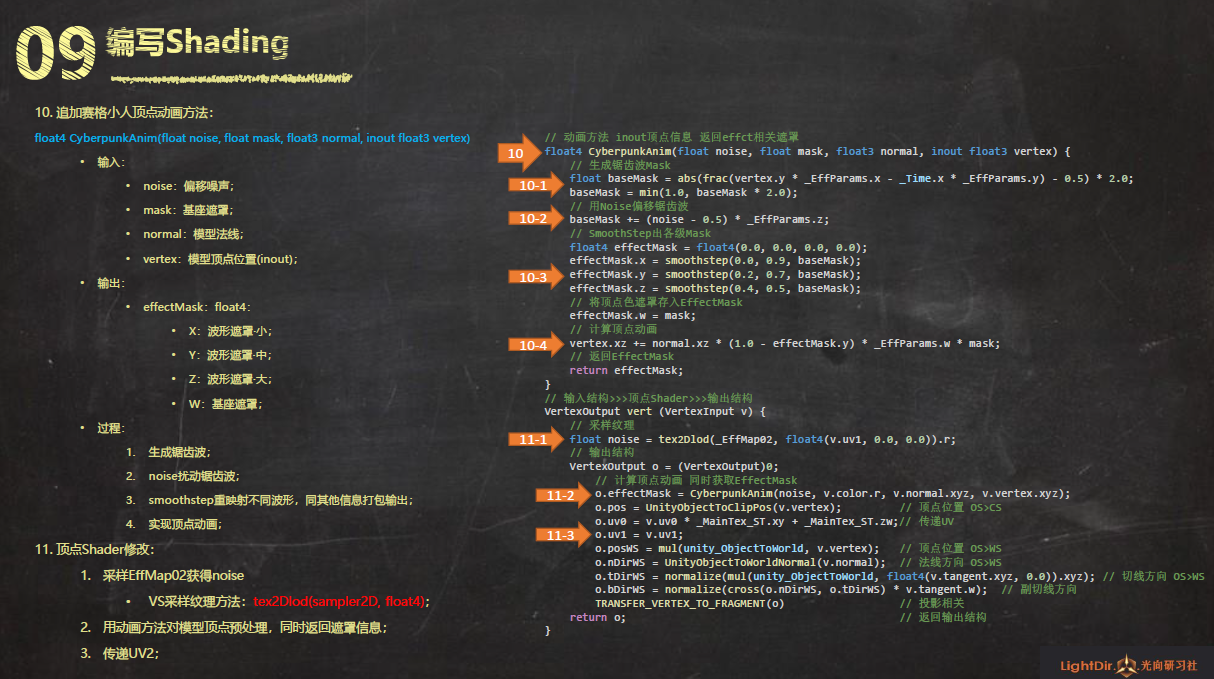 09 编写Shading
10. 追加赛格小人顶点动画方法：
float4 CyberpunkAnim(float noise, float mask, float3 normal, inout float3 vertex)
• 输入：
• noise：偏移噪声；
• mask：基座遮罩；
• normal：模型法线；
• vertex：模型顶点位置(inout)；
• 输出：
• effectMask：float4：
• X：波形遮罩·小；
• Y：波形遮罩·中；
• Z：波形遮罩·大；
• W：基座遮罩；
• 过程：
1. 生成锯齿波；
2. noise扰动锯齿波；
3. smoothstep重映射不同波形，同其他信息打包输出；
4. 实现顶点动画；
11. 顶点Shader修改：
1. 采样EffMap02获得noise
• VS采样纹理方法：tex2Dlod(sampler2D, float4)；
2. 用动画方法对模型顶点预处理，同时返回遮罩信息；
3. 传递UV2；
// 动画方法 inout顶点信息 返回effct相关遮罩
10 float4 CyberpunkAnim(float noise, float mask, float3 normal, inout float3 vertex) {
// 生成锯齿波Mask
10-1 float baseMask = abs(frac(vertex.y * _EffParams.x - _Time.x * _EffParams.y) - 0.5) * 2.0;
baseMask = min(1.0, baseMask * 2.0);
// 用Noise偏移锯齿波
10-2 baseMask += (noise - 0.5) * _EffParams.z;
// SmoothStep出各级Mask
float4 effectMask = float4(0.0, 0.0, 0.0, 0.0);
effectMask.x = smoothstep(0.0, 0.9, baseMask);
10-3 effectMask.y = smoothstep(0.2, 0.7, baseMask);
effectMask.z = smoothstep(0.4, 0.5, baseMask);
// 将顶点色遮罩存入EffectMask
effectMask.w = mask;
// 计算顶点动画
10-4 vertex.xz += normal.xz * (1.0 - effectMask.y) * _EffParams.w * mask;
// 返回EffectMask
return effectMask;
}
// 输入结构>>>顶点Shader>>>输出结构
VertexOutput vert (VertexInput v) {
// 采样纹理
11-1 float noise = tex2Dlod(_EffMap02, float4(v.uv1, 0.0, 0.0)).r;
// 输出结构
VertexOutput o = (VertexOutput)0;
// 计算顶点动画 同时获取EffectMask
11-2 o.effectMask = CyberpunkAnim(noise, v.color.r, v.normal.xyz, v.vertex.xyz);
o.pos = UnityObjectToClipPos(v.vertex); // 顶点位置 OS>CS
o.uv0 = v.uv0 * _MainTex_ST.xy + _MainTex_ST.zw;// 传递UV
11-3 o.uv1 = v.uv1;
o.posWS = mul(unity_ObjectToWorld, v.vertex); // 顶点位置 OS>WS
o.nDirWS = UnityObjectToWorldNormal(v.normal); // 法线方向 OS>WS
o.tDirWS = normalize(mul(unity_ObjectToWorld, float4(v.tangent.xyz, 0.0)).xyz); // 切线方向 OS>WS
o.bDirWS = normalize(cross(o.nDirWS, o.tDirWS) * v.tangent.w); // 副切线方向
TRANSFER_VERTEX_TO_FRAGMENT(o) // 投影相关
return o; // 返回输出结构
}
LightDir.光向研习社